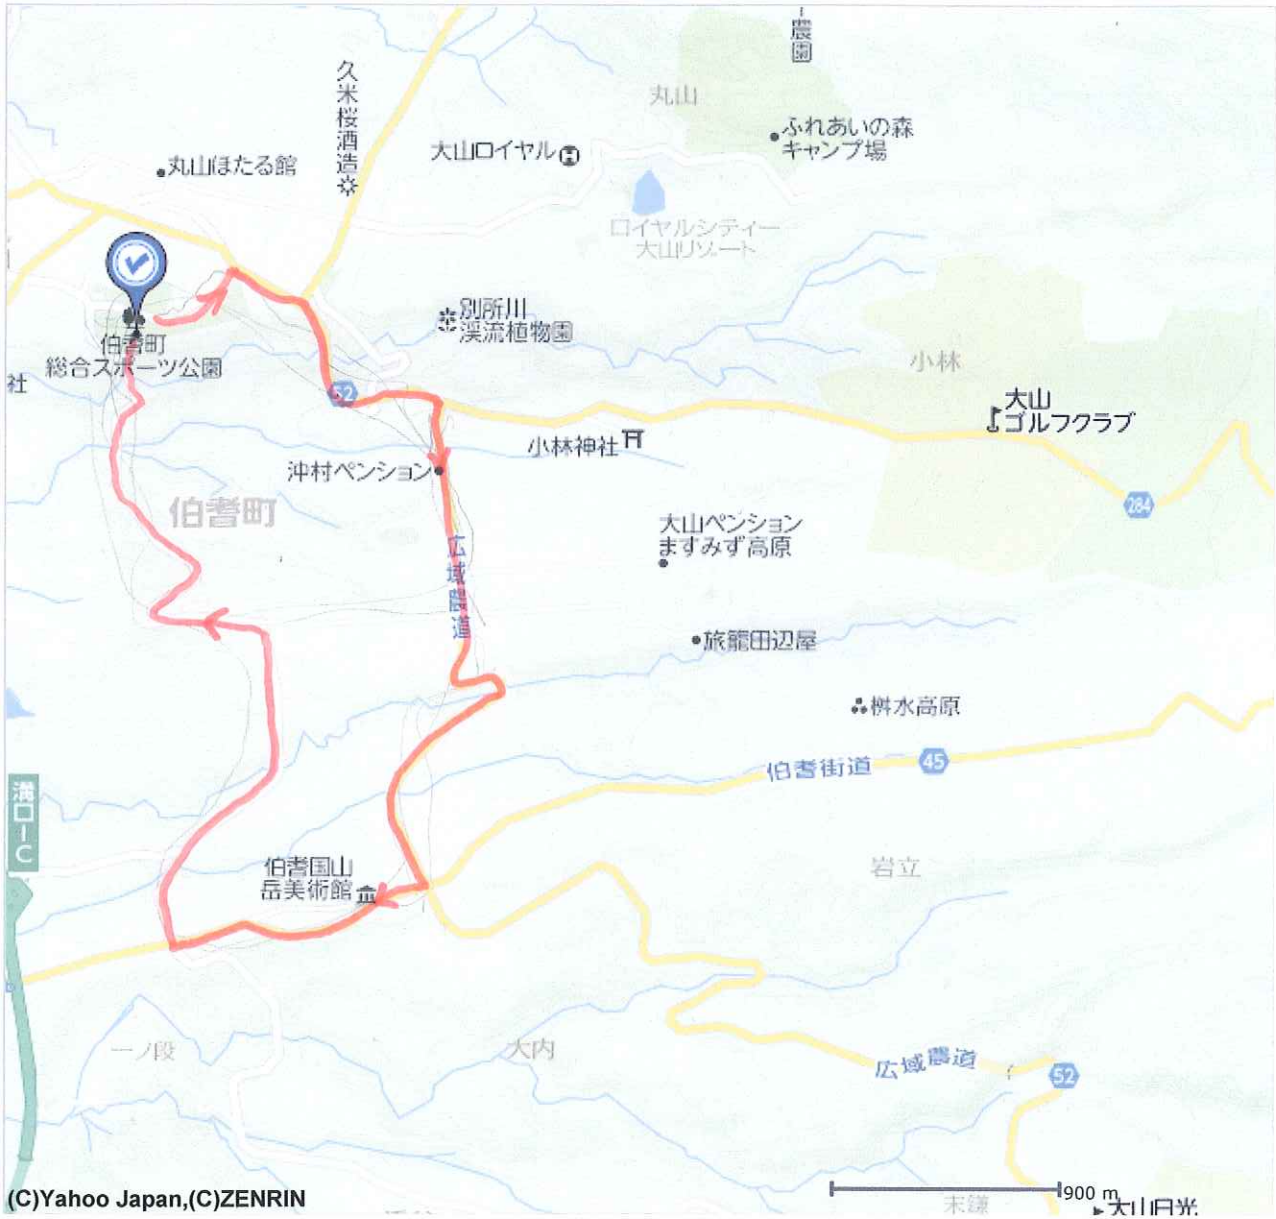 農園
久米桜酒造
丸山
ふれあいの森
キャンプ場
大山ロイヤル
丸山ほたる館
ロイヤルシティー
大山リゾート
別所川
渓流植物園
伯耆町
総合スポーツ公園
社
小林
52
大山
ゴルフクラブ
小林神社
沖村ペンション
284
伯耆町
大山ペンション
ますみず高原
広域農道
旅籠田辺屋
桝水高原
伯耆街道
45
溝口IC
伯耆国山
岳美術館
岩立
一ノ段
大内
広域農道
52
900 m
末鎌
大山日光
(C)Yahoo Japan,(C)ZENRIN